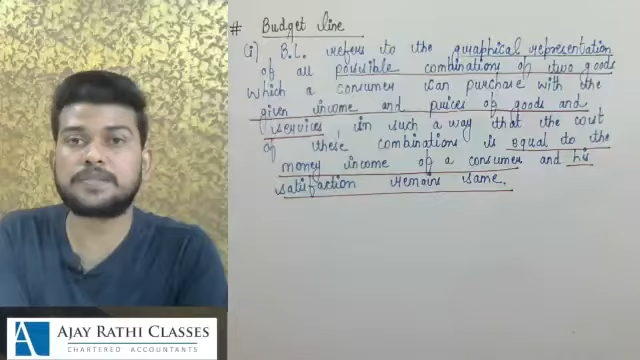 # Budget line
(i) B.L. refers to the graphical representation
of all possible combinations of two goods
which a consumer can purchase with the
given income and prices of goods and
services, in such a way that the cost
of these combinations is equal to the
money income of a consumer and his
satisfaction remains same.
A
AJAY RATHI CLASSES
CHARTERED ACCOUNTANTS